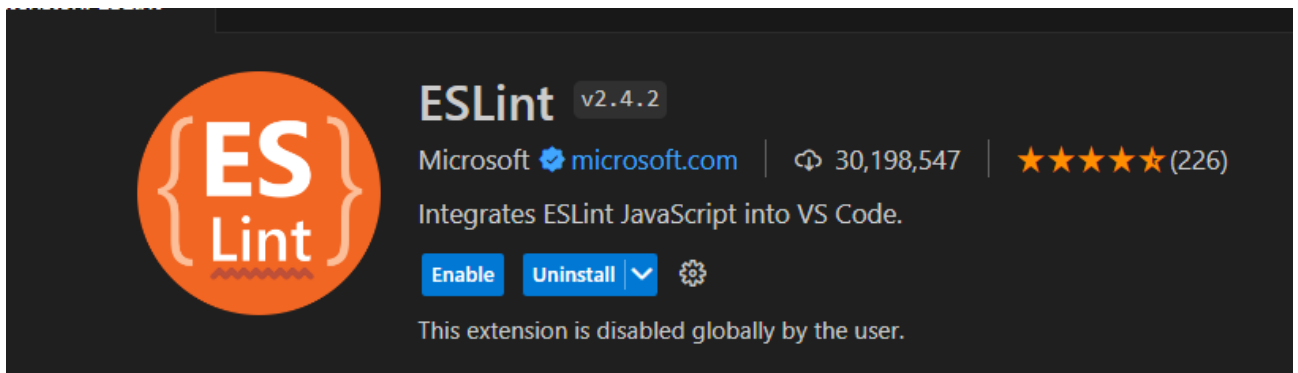 ES
Lint
ESLint v2.4.2
Microsoft microsoft.com 30,198,547 (226)
Integrates ESLint JavaScript into VS Code.
Enable Uninstall
This extension is disabled globally by the user.